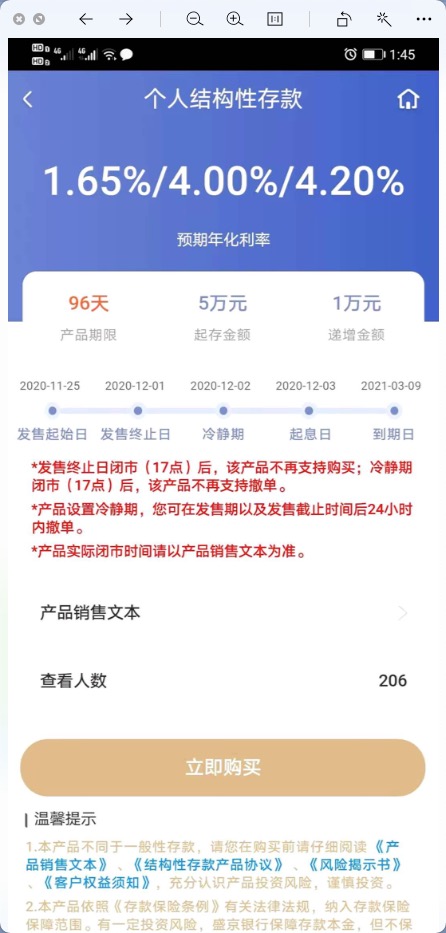 1:1
HD 1 4G 4G 1:45
HD 2
个人结构性存款
1.65%/4.00%/4.20%
预期年化利率
96天 5万元 1万元
产品期限 起存金额 递增金额
2020-11-25 2020-12-01 2020-12-02 2020-12-03 2021-03-09
发售起始日 发售终止日 冷静期 起息日 到期日
*发售终止日闭市（17点）后，该产品不再支持购买；冷静期
闭市（17点）后，该产品不再支持撤单。
*产品设置冷静期，您可在发售期以及发售截止时间后24小时
内撤单。
*产品实际闭市时间请以产品销售文本为准。
产品销售文本
查看人数 206
立即购买
温馨提示
1.本产品不同于一般性存款，请您在购买前请仔细阅读《产
品销售文本》、《结构性存款产品协议》、《风险揭示书》
、《客户权益须知》，充分认识产品投资风险，谨慎投资。
2.本产品依照《存款保险条例》有关法律法规，纳入存款保险
保障范围。有一定投资风险，盛京银行保障存款本金，但不保